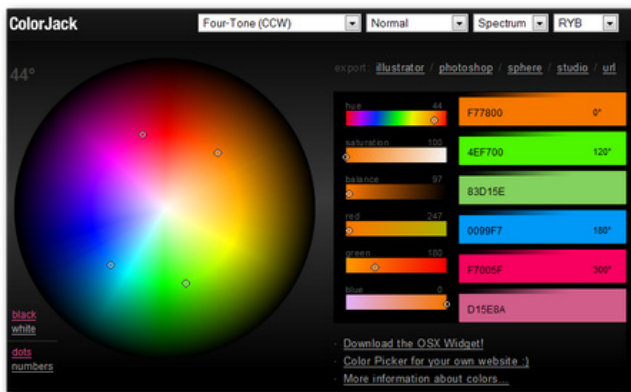 ColorJack Four-Tone (CCW) Normal Spectrum RYB
44°
export: illustrator / photoshop / sphere / studio / url
hue 44
saturation 100
balance 97
red 247
green 180
blue 0
F77800 0°
4EF700 120°
83D15E
0099F7 180°
F7005F 300°
D15E8A
black
white
dots
numbers
· Download the OSX Widget!
· Color Picker for your own website :)
· More information about colors...